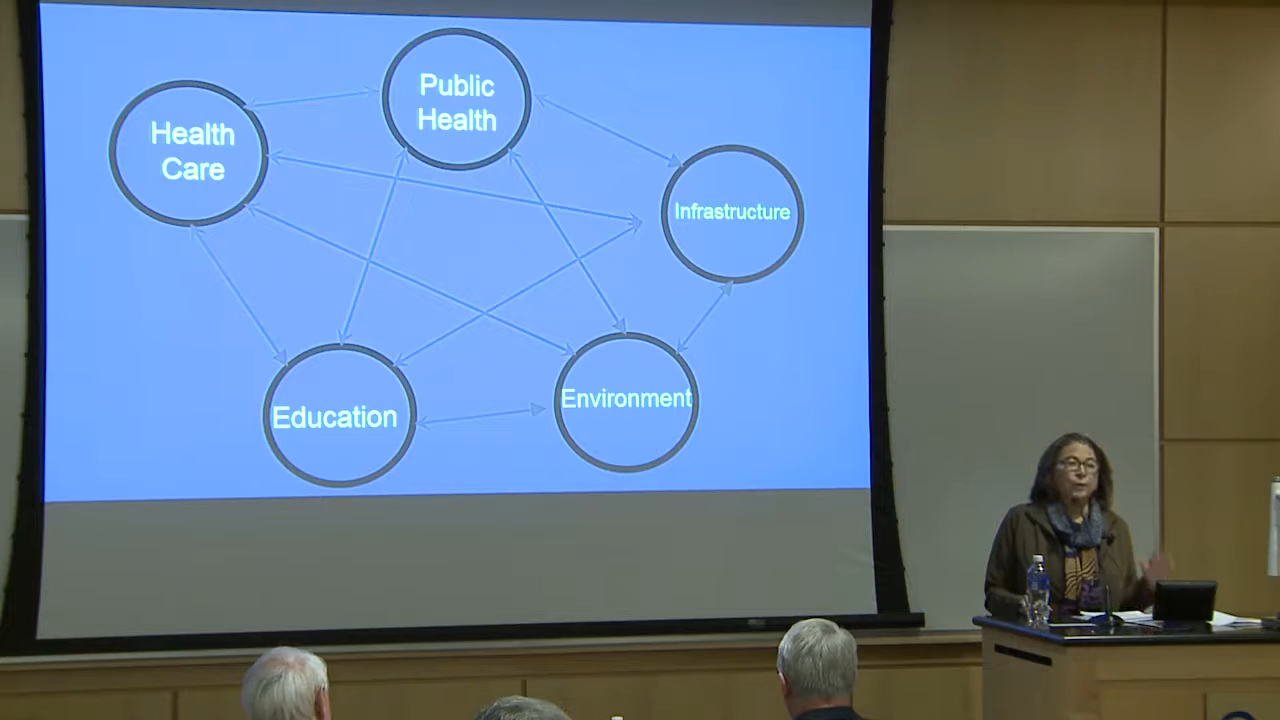 Public
Health
Health
Care
Infrastructure
Education
Environment